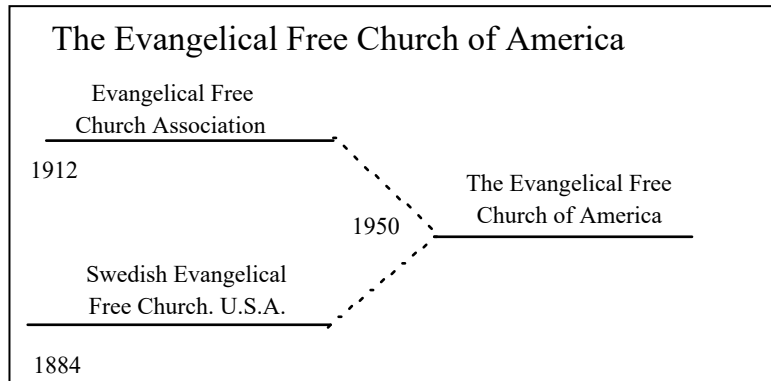 The Evangelical Free Church of America
Evangelical Free
Church Association
1912
The Evangelical Free
Church of America
1950
Swedish Evangelical
Free Church. U.S.A.
1884